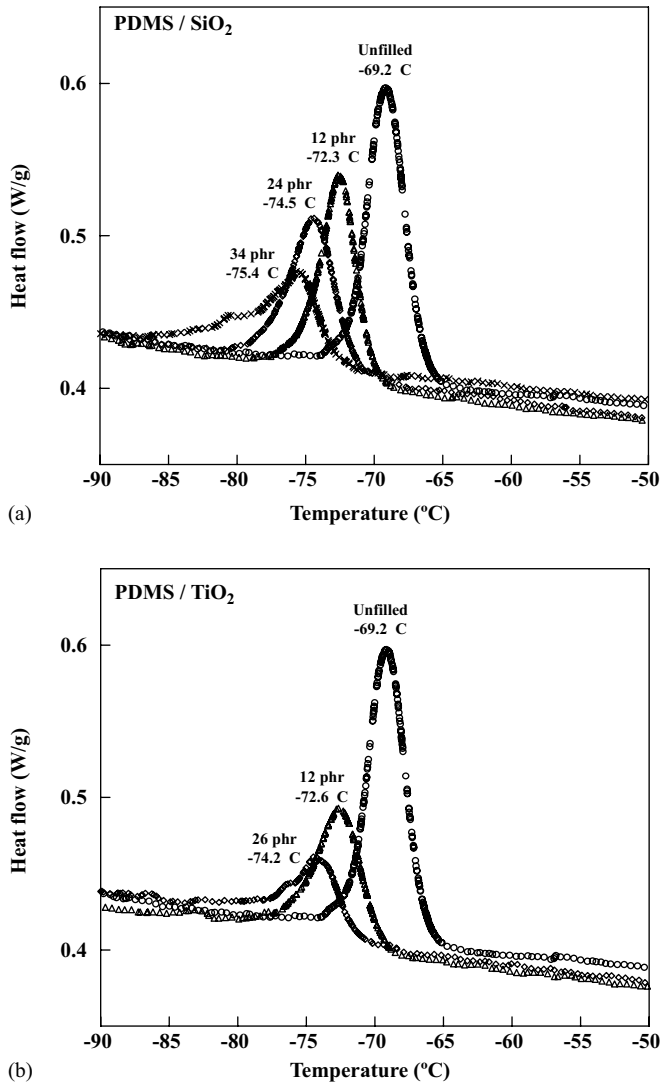 PDMS / SiO2
Unfilled
-69.2 C
12 phr
-72.3 C
24 phr
-74.5 C
34 phr
-75.4 C
0.6
0.5
0.4
Heat flow (W/g)
-90 -85 -80 -75 -70 -65 -60 -55 -50
(a)
Temperature (ºC)
PDMS / TiO2
Unfilled
-69.2 C
12 phr
-72.6 C
26 phr
-74.2 C
0.6
0.5
0.4
Heat flow (W/g)
-90 -85 -80 -75 -70 -65 -60 -55 -50
(b)
Temperature (ºC)